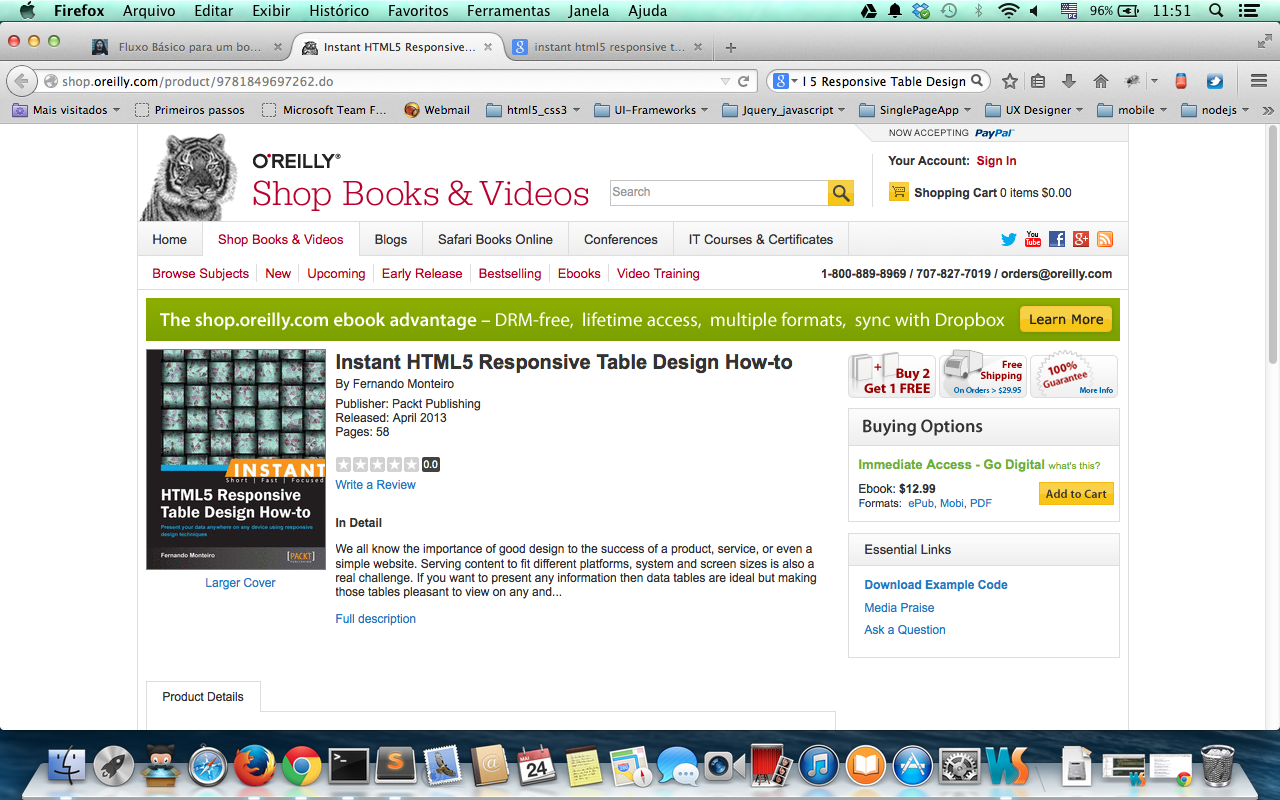 Firefox Arquivo Editar Exibir Histórico Favoritos Ferramentas Janela Ajuda 96% 11:51
Fluxo Básico para um bo... Instant HTML5 Responsive... instant html5 responsive t...
shop.oreilly.com/product/9781849697262.do l 5 Responsive Table Design
Mais visitados Primeiros passos Microsoft Team F... Webmail html5_css3 UI-Frameworks Jquery_javascript SinglePageApp UX Designer mobile nodejs
NOW ACCEPTING PayPal™
O'REILLY®
Shop Books & Videos
Search
Your Account: Sign In
Shopping Cart 0 items $0.00
Home Shop Books & Videos Blogs Safari Books Online Conferences IT Courses & Certificates
You Tube
Browse Subjects New Upcoming Early Release Bestselling Ebooks Video Training 1-800-889-8969 / 707-827-7019 / orders@oreilly.com
The shop.oreilly.com ebook advantage – DRM-free, lifetime access, multiple formats, sync with Dropbox Learn More
INSTANT
Short | Fast | Focused
HTML5 Responsive
Table Design How-to
Present your data anywhere on any device using responsive
design techniques
Fernando Monteiro [PACKT]
PUBLISHING
Larger Cover
Instant HTML5 Responsive Table Design How-to
By Fernando Monteiro
Publisher: Packt Publishing
Released: April 2013
Pages: 58
0.0
Write a Review
In Detail
We all know the importance of good design to the success of a product, service, or even a
simple website. Serving content to fit different platforms, system and screen sizes is also a
real challenge. If you want to present any information then data tables are ideal but making
those tables pleasant to view on any and...
Full description
Buy 2
Get 1 FREE
Free
Shipping
On Orders > $29.95
100%
Guarantee
More Info
Buying Options
Immediate Access - Go Digital what's this?
Ebook: $12.99
Formats: ePub, Mobi, PDF
Add to Cart
Essential Links
Download Example Code
Media Praise
Ask a Question
Product Details
MAI
24